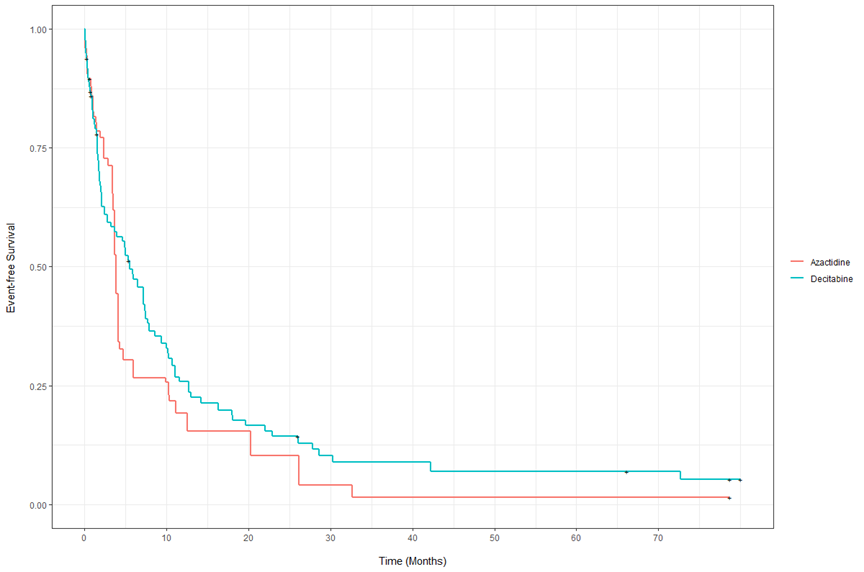 Event-free Survival
1.00
0.75
0.50
0.25
0.00
0 10 20 30 40 50 60 70
Time (Months)
Azactidine
Decitabine